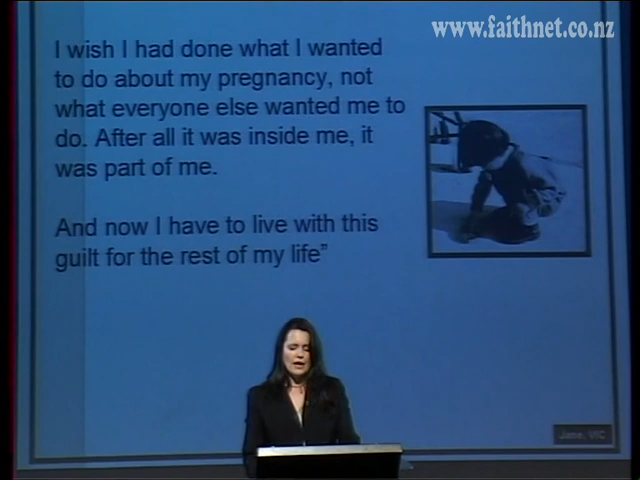 www.faithnet.co.nz
I wish I had done what I wanted
to do about my pregnancy, not
what everyone else wanted me to
do. After all it was inside me, it
was part of me.
And now I have to live with this
guilt for the rest of my life”
Jane, VIC